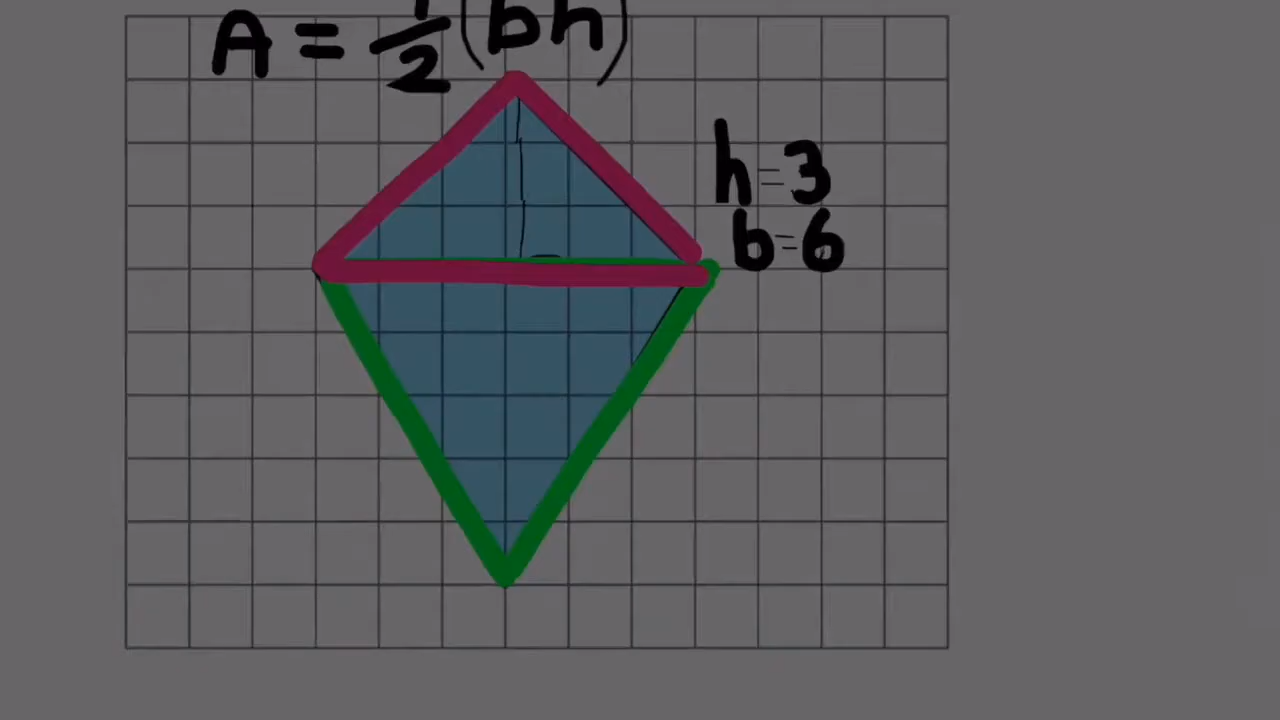 A = 1/2 (bh)
h=3
b=6